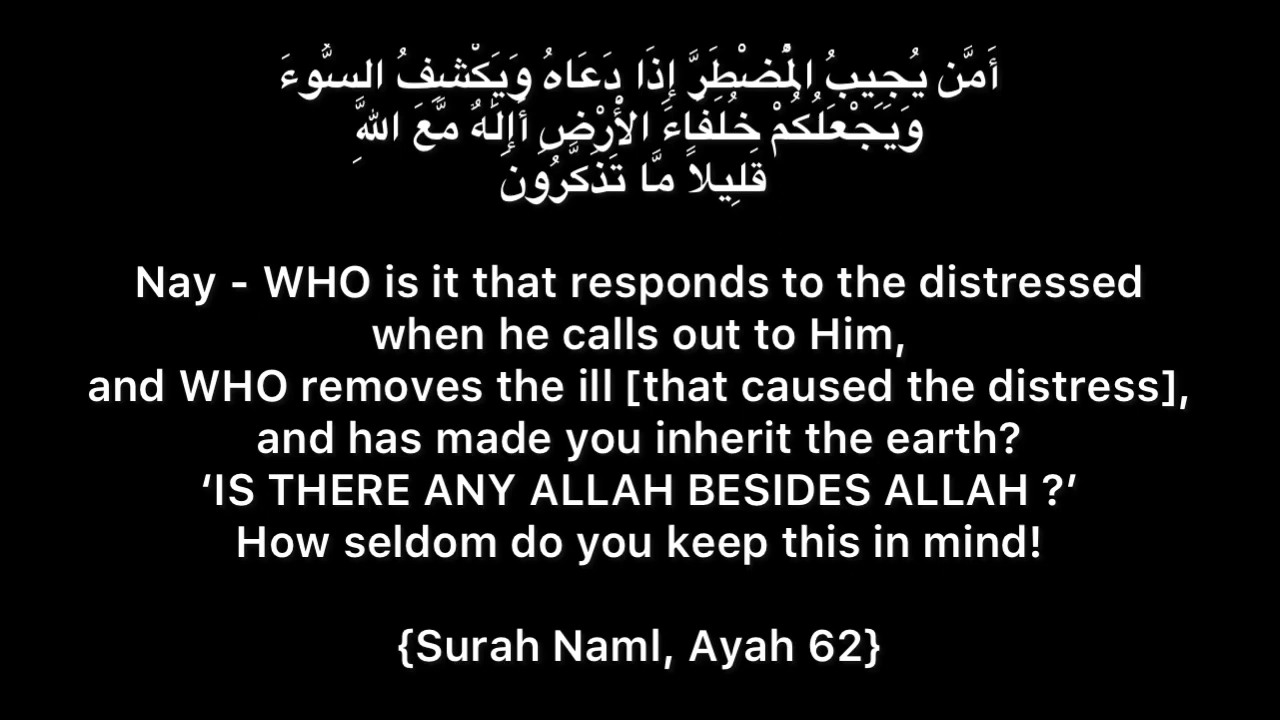 أَمَّن يُجِيبُ الْمُضْطَرَّ إِذَا دَعَاهُ وَيَكْشِفُ السُّوءَ
وَيَجْعَلُكُمْ خُلَفَاءَ الْأَرْضِ أَإِلَٰهٌ مَّعَ اللَّهِ
قَلِيلاً مَّا تَذَكَّرُونَ
Nay - WHO is it that responds to the distressed
when he calls out to Him,
and WHO removes the ill [that caused the distress],
and has made you inherit the earth?
‘IS THERE ANY ALLAH BESIDES ALLAH ?’
How seldom do you keep this in mind!
{Surah Naml, Ayah 62}